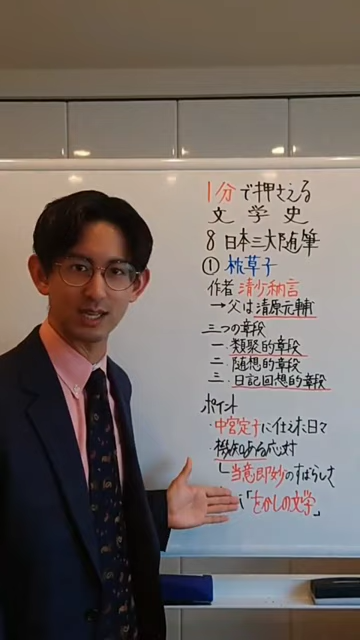 1分で押さえる
文学史
8 日本三大随筆
① 枕草子
作者 清少納言
→父は清原元輔
三つの章段
一. 類聚的章段
二. 随想的章段
三. 日記回想的章段
ポイント
・中宮定子に仕えた日々
・機知ある応対
└当意即妙のすばらしさ
「をかしの文学」